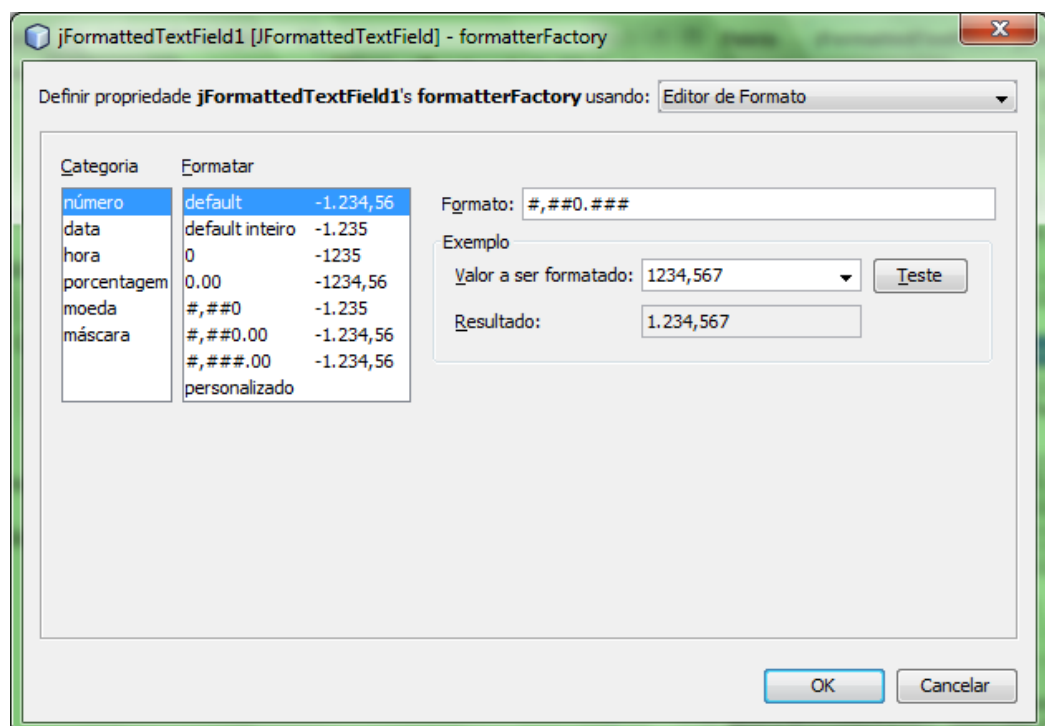 jFormattedTextField1 [JFormattedTextField] - formatterFactory
Definir propriedade jFormattedTextField1's formatterFactory usando: Editor de Formato
Categoria Formatar
número
data
hora
porcentagem
moeda
máscara
default -1.234,56
default inteiro -1.235
0 -1235
0.00 -1234,56
#,##0 -1.235
#,##0.00 -1.234,56
#,###.00 -1.234,56
personalizado
Formato: #,##0.###
Exemplo
Valor a ser formatado: 1234,567 Teste
Resultado: 1.234,567
OK Cancelar